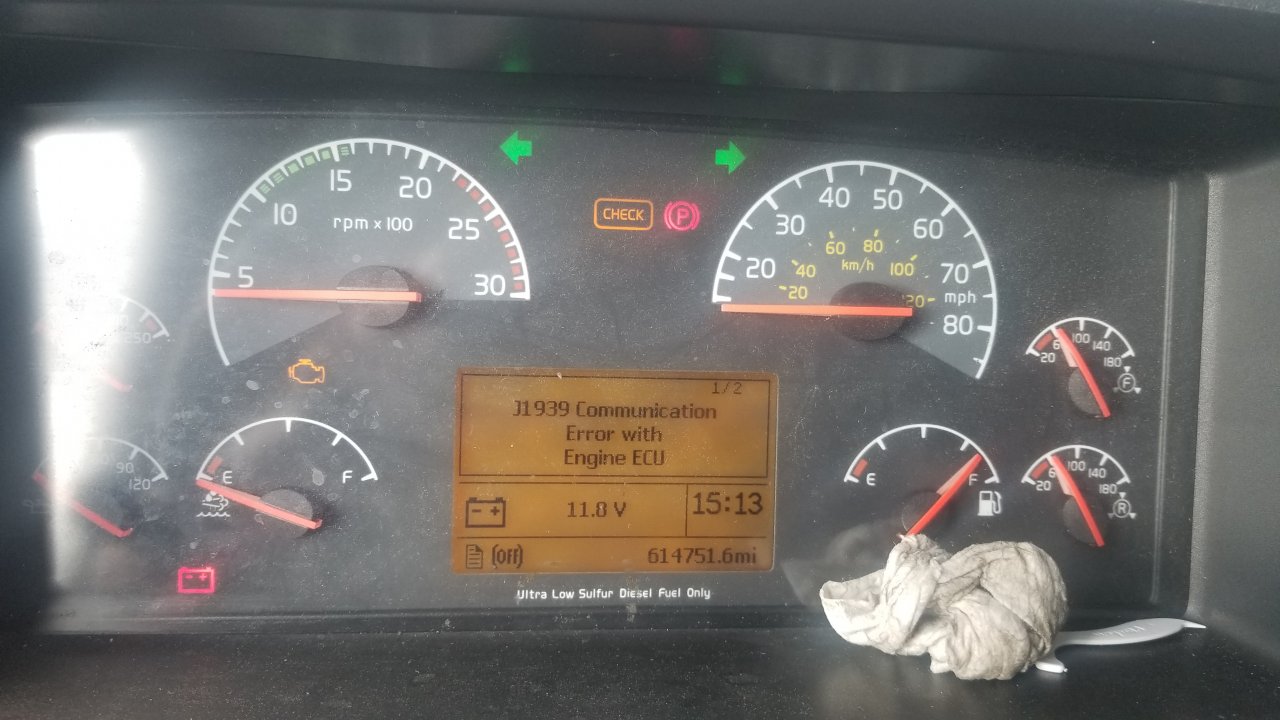 15
20
10
25
rpm x 100
5
30
CHECK
P
40
50
30
60
60
80
20
40
km/h
100
70
20
mph
80
250
1/2
J1939 Communication
Error with
Engine ECU
11.8 V
15:13
(Off)
614751.6mi
Ultra Low Sulfur Diesel Fuel Only
90
120
E
F
E
F
20
6
100
140
180
F
20
100
140
180
R